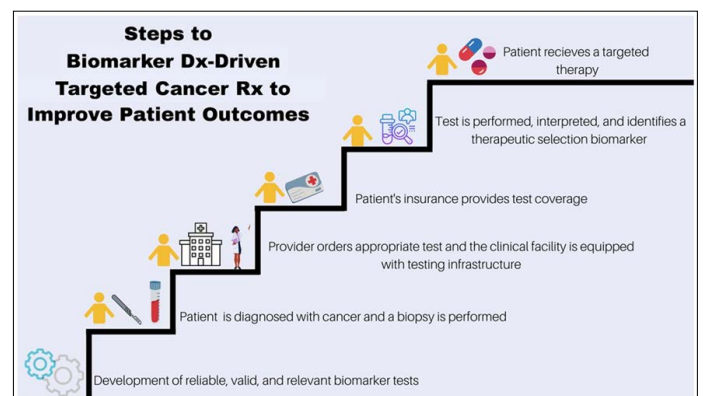 Steps to
Biomarker Dx-Driven
Targeted Cancer Rx to
Improve Patient Outcomes
Patient recieves a targeted
therapy
Test is performed, interpreted, and identifies a
therapeutic selection biomarker
Patient's insurance provides test coverage
Provider orders appropriate test and the clinical facility is equipped
with testing infrastructure
Patient is diagnosed with cancer and a biopsy is performed
Development of reliable, valid, and relevant biomarker tests